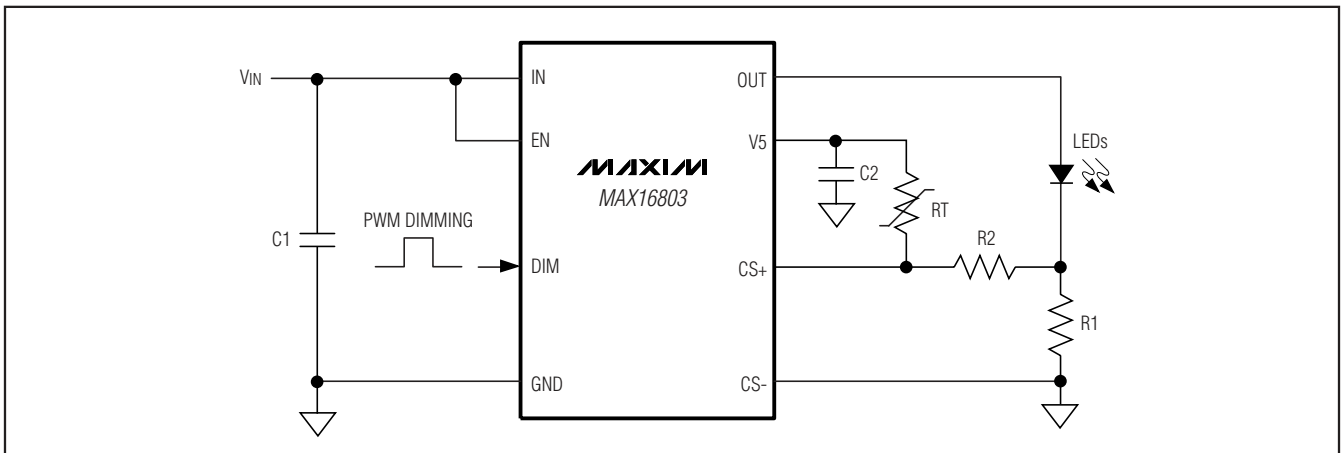 VIN
IN
OUT
EN
V5
LEDs
MAXIM
MAX16803
C2
RT
C1
PWM DIMMING
R2
DIM
CS+
R1
GND
CS-